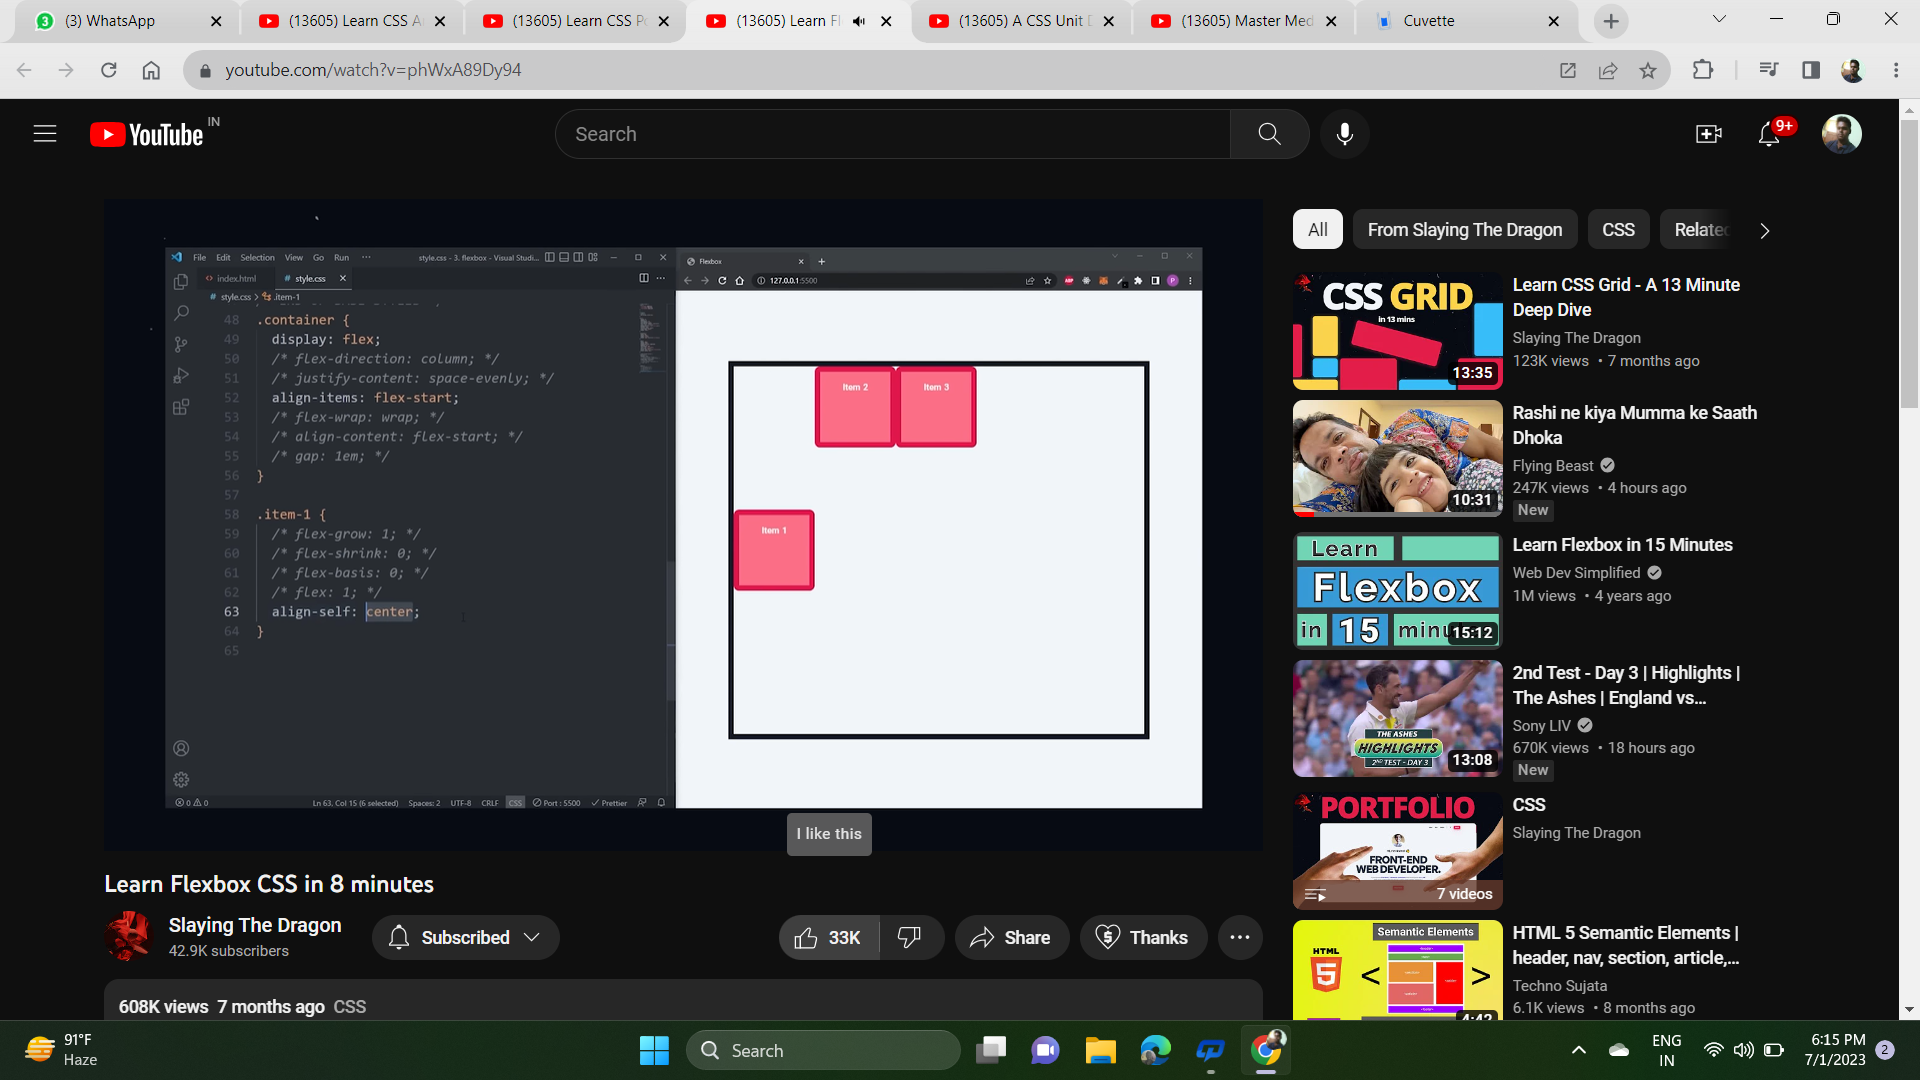 (3) WhatsApp
(13605) Learn CSS A
(13605) Learn CSS Po
(13605) Learn Fl
(13605) A CSS Unit D
(13605) Master Med
Cuvette
youtube.com/watch?v=phWxA89Dy94
YouTube IN
Search
9+
File Edit Selection View Go Run ... style.css - 3. flexbox - Visual Studi...
index.html
# style.css
# style.css > .item-1
48 .container {
49 display: flex;
50 /* flex-direction: column; */
51 /* justify-content: space-evenly; */
52 align-items: flex-start;
53 /* flex-wrap: wrap; */
54 /* align-content: flex-start; */
55 /* gap: 1em; */
56 }
57
58 .item-1 {
59 /* flex-grow: 1; */
60 /* flex-shrink: 0; */
61 /* flex-basis: 0; */
62 /* flex: 1; */
63 align-self: center;
64 }
65
0 0 Ln 63, Col 15 (6 selected) Spaces: 2 UTF-8 CRLF CSS Port : 5500 Prettier
Flexbox
127.0.0.1:5500
Item 2
Item 3
Item 1
I like this
Learn Flexbox CSS in 8 minutes
Slaying The Dragon
42.9K subscribers
Subscribed
33K
Share
Thanks
608K views 7 months ago CSS
All
From Slaying The Dragon
CSS
Related
CSS GRID
in 13 mins
13:35
Learn CSS Grid - A 13 Minute
Deep Dive
Slaying The Dragon
123K views • 7 months ago
10:31
Rashi ne kiya Mumma ke Saath
Dhoka
Flying Beast
247K views • 4 hours ago
New
Learn
Flexbox
in 15 minu
15:12
Learn Flexbox in 15 Minutes
Web Dev Simplified
1M views • 4 years ago
THE ASHES
HIGHLIGHTS
2ND TEST - DAY 3
13:08
2nd Test - Day 3 | Highlights |
The Ashes | England vs...
Sony LIV
670K views • 18 hours ago
New
PORTFOLIO
FRONT-END
WEB DEVELOPER.
7 videos
CSS
Slaying The Dragon
Semantic Elements
HTML
5
< >
4:42
HTML 5 Semantic Elements |
header, nav, section, article,...
Techno Sujata
6.1K views • 8 months ago
91°F
Haze
Search
ENG
IN
6:15 PM
7/1/2023
2